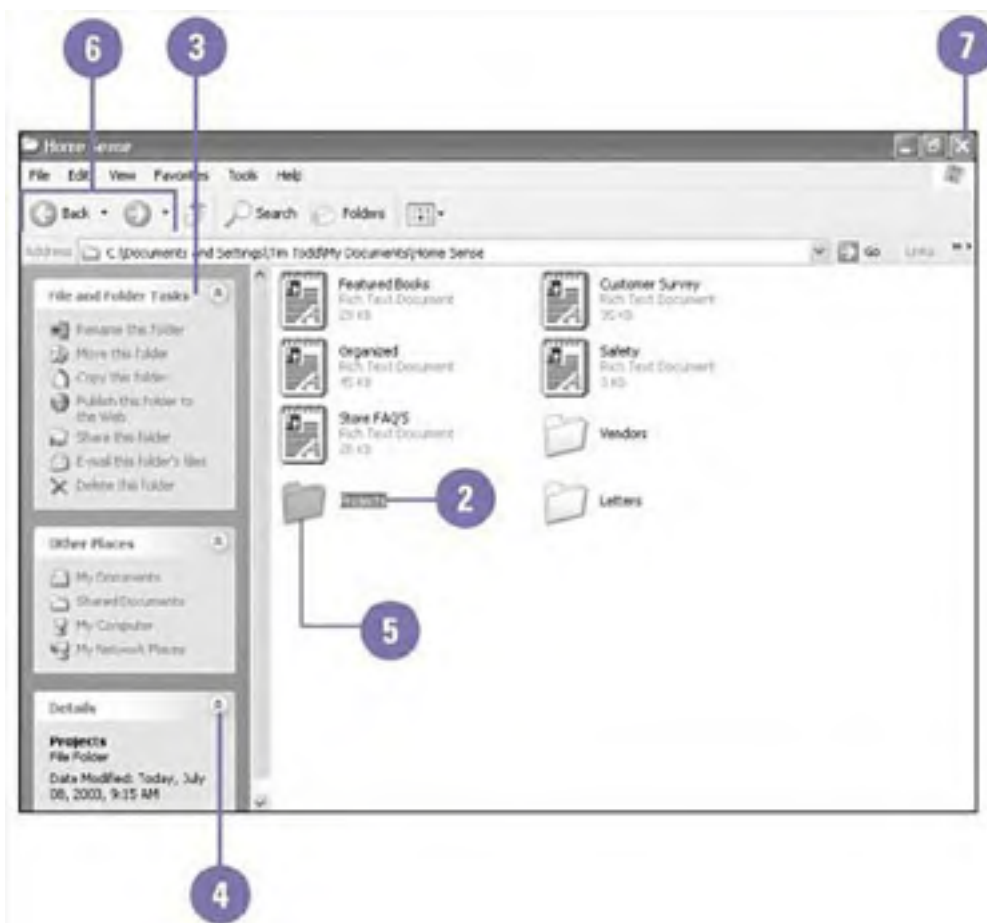 6
3
7
Home Sense
File Edit View Favorites Tools Help
Back Search Folders
Address C:\Documents and Settings\Tim Todd\My Documents\Home Sense Go Links
File and Folder Tasks
Rename this folder
Move this folder
Copy this folder
Publish this folder to
the Web
Share this folder
E-mail this folder's files
Delete this folder
Other Places
My Documents
Shared Documents
My Computer
My Network Places
Details
Projects
File Folder
Date Modified: Today, July
08, 2003, 9:15 AM
Featured Books
Rich Text Document
Customer Survey
Rich Text Document
Organized
Rich Text Document
45 KB
Safety
Rich Text Document
Store FAQ'S
Rich Text Document
Vendors
Projects
2
Letters
5
4